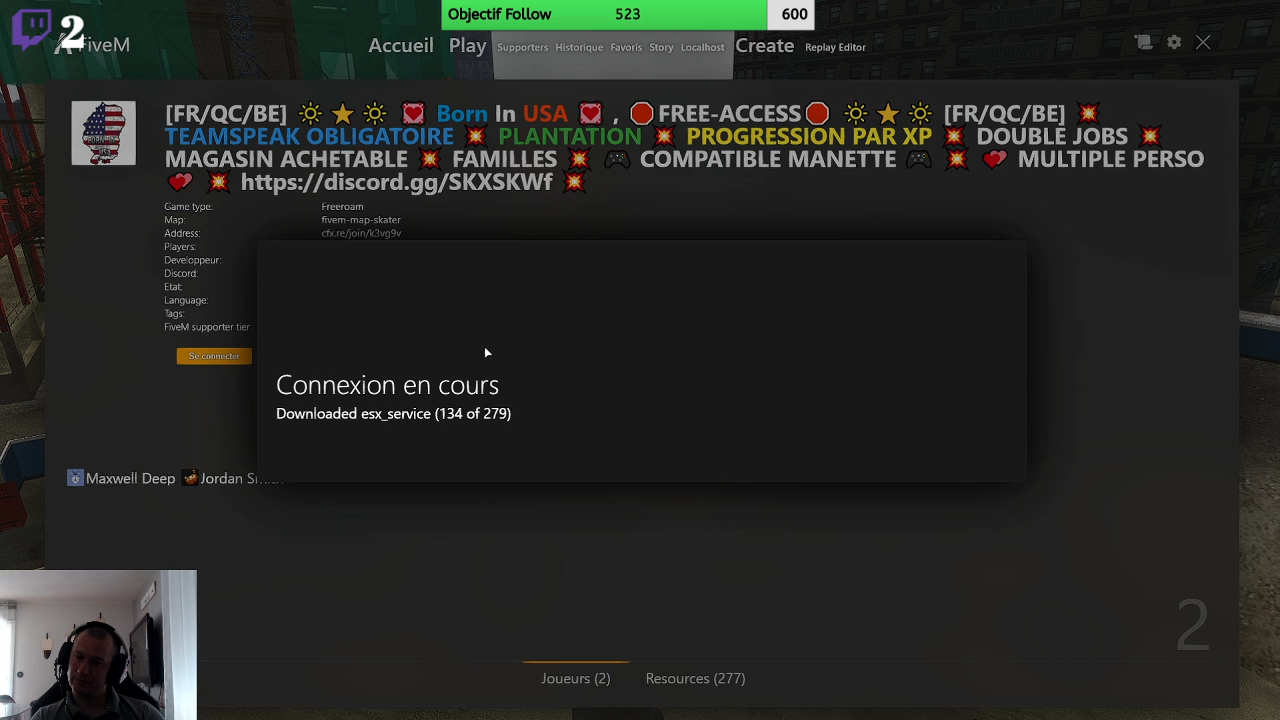 Objectif Follow 523 600
2
FiveM
Accueil Play Supporters Historique Favoris Story Localhost Create Replay Editor
[FR/QC/BE] Born In USA , FREE-ACCESS [FR/QC/BE]
TEAMSPEAK OBLIGATOIRE PLANTATION PROGRESSION PAR XP DOUBLE JOBS
MAGASIN ACHETABLE FAMILLES COMPATIBLE MANETTE MULTIPLE PERSO
https://discord.gg/SKXSKWf
Game type: Freeroam
Map: fivem-map-skater
Address: cfx.re/join/k3vg9v
Players:
Developpeur:
Discord:
Etat:
Language:
Tags:
FiveM supporter tier:
Se connecter
Connexion en cours
Downloaded esx_service (134 of 279)
Maxwell Deep Jordan
2
Joueurs (2) Resources (277)